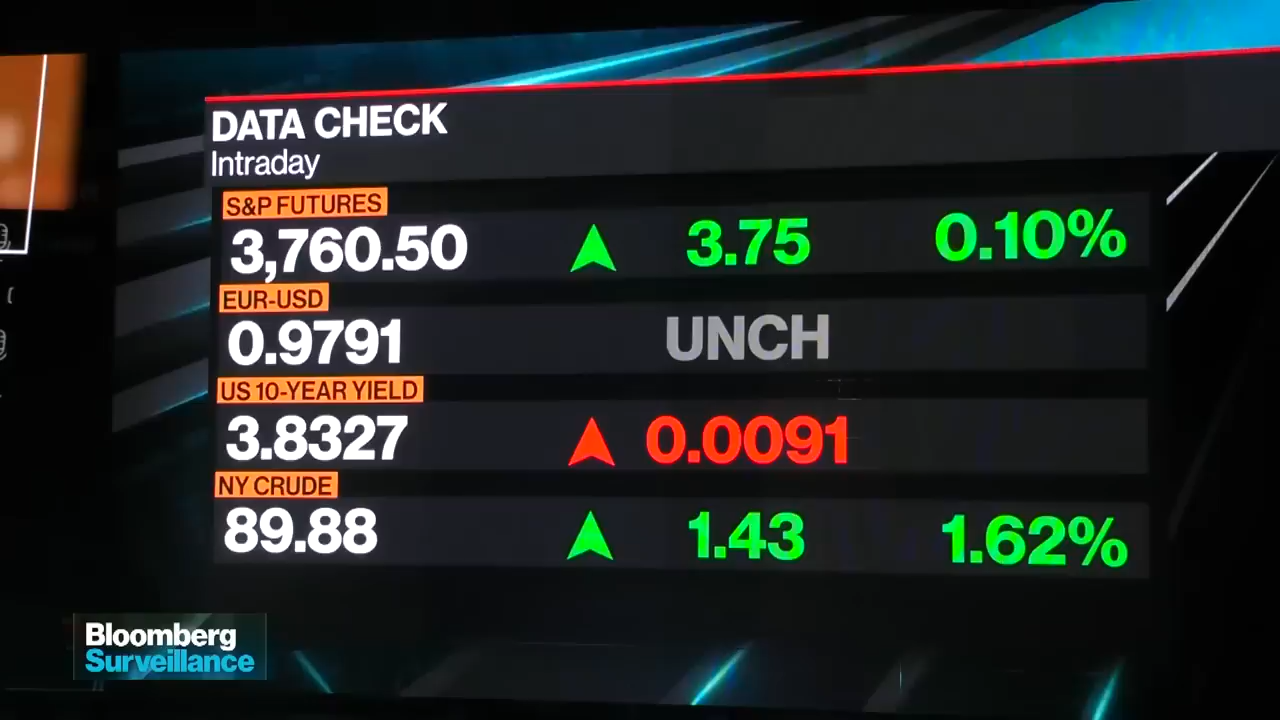 DATA CHECK
Intraday
S&P FUTURES
3,760.50 3.75 0.10%
EUR-USD
0.9791 UNCH
US 10-YEAR YIELD
3.8327 0.0091
NY CRUDE
89.88 1.43 1.62%
Bloomberg
Surveillance